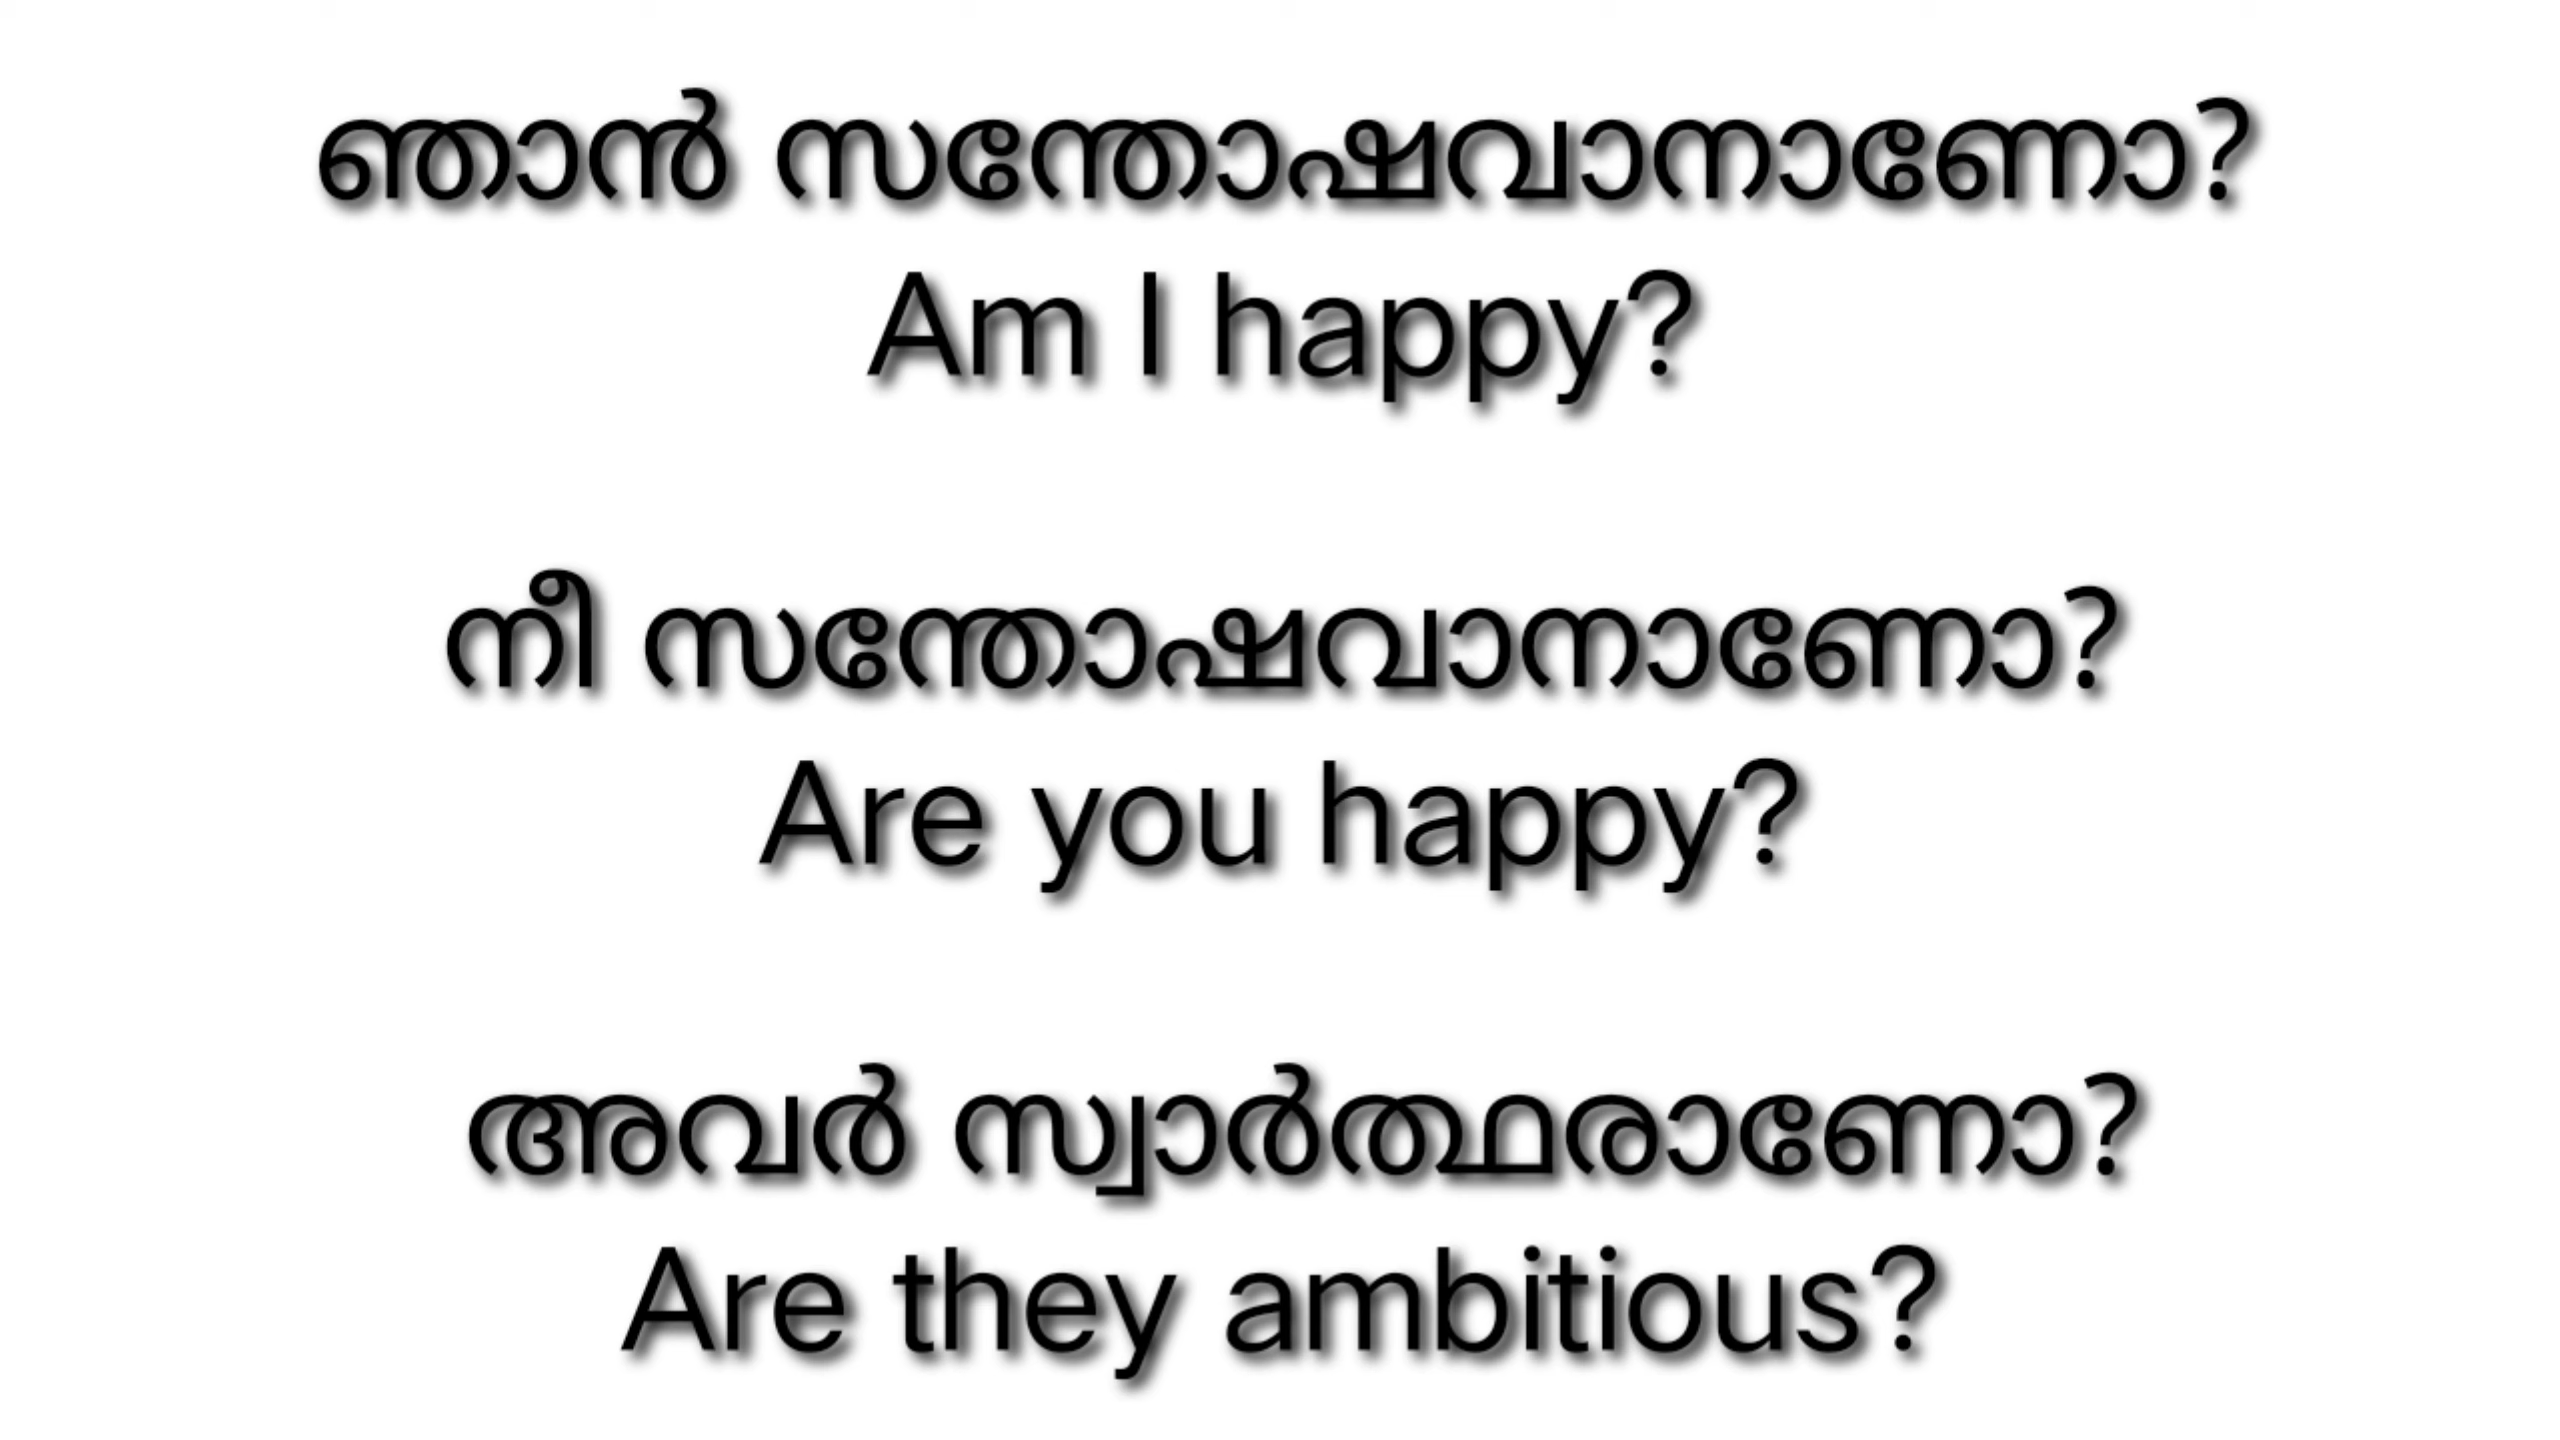 ഞാൻ സന്തോഷവാനാണോ?
Am I happy?
നീ സന്തോഷവാനാണോ?
Are you happy?
അവർ സ്വാർത്ഥരാണോ?
Are they ambitious?